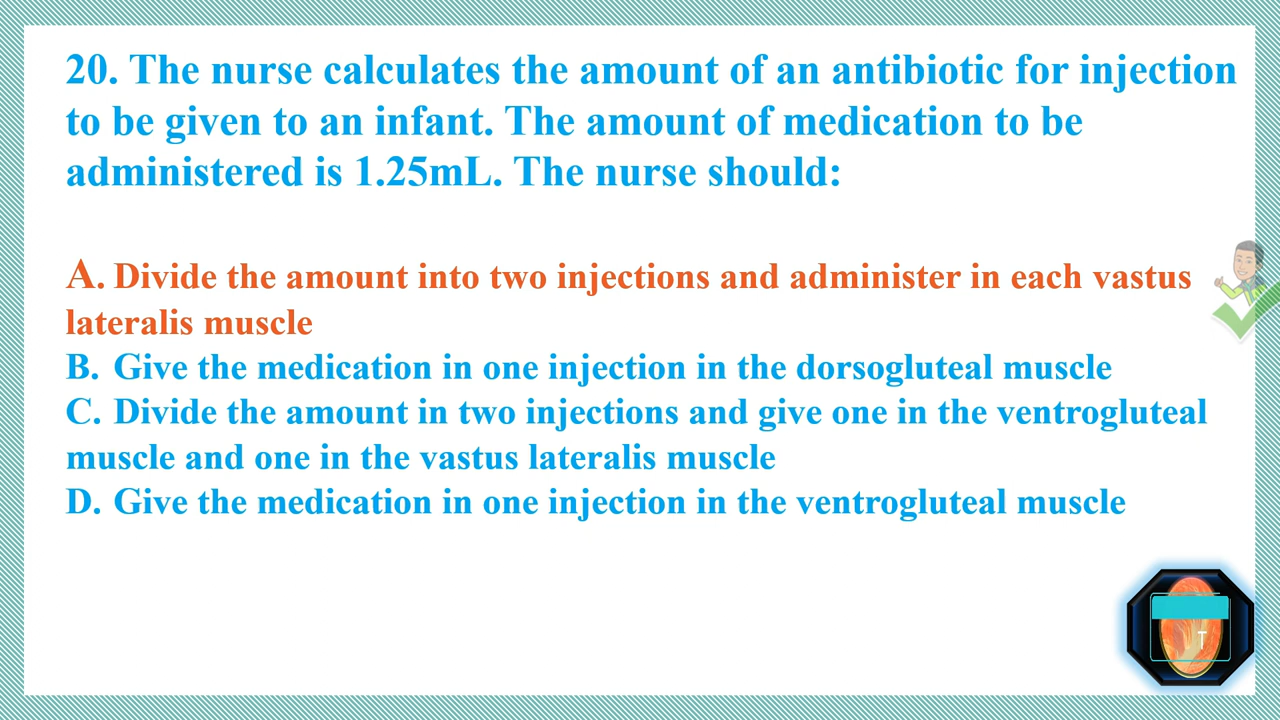 20. The nurse calculates the amount of an antibiotic for injection
to be given to an infant. The amount of medication to be
administered is 1.25mL. The nurse should:
A. Divide the amount into two injections and administer in each vastus
lateralis muscle
B. Give the medication in one injection in the dorsogluteal muscle
C. Divide the amount in two injections and give one in the ventrogluteal
muscle and one in the vastus lateralis muscle
D. Give the medication in one injection in the ventrogluteal muscle
T